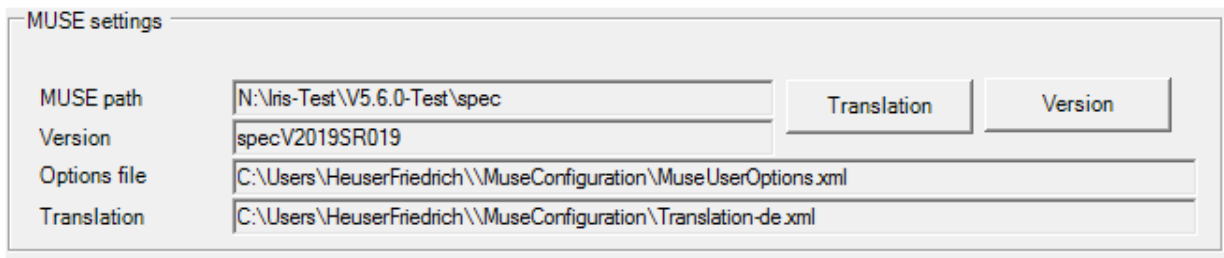 MUSE settings
MUSE path N:\Iris-Test\V5.6.0-Test\spec Translation Version
Version specV2019SR019
Options file C:\Users\HeuserFriedrich\\MuseConfiguration\MuseUserOptions.xml
Translation C:\Users\HeuserFriedrich\\MuseConfiguration\Translation-de.xml